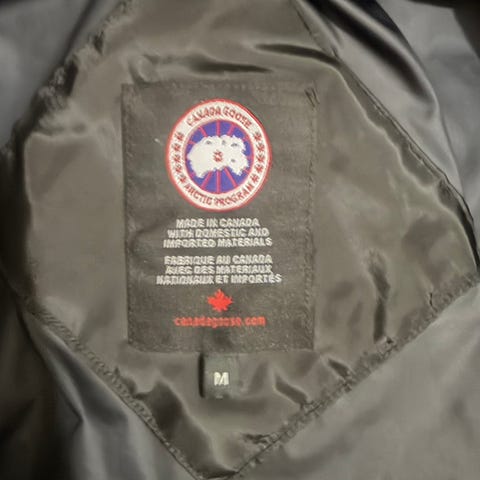 CANADA GOOSE
ARCTIC PROGRAM
MADE IN CANADA
WITH DOMESTIC AND
IMPORTED MATERIALS
FABRIQUE AU CANADA
AVEC DES MATERIAUX
NATIONAUX ET IMPORTÉS
canadagoose.com
M